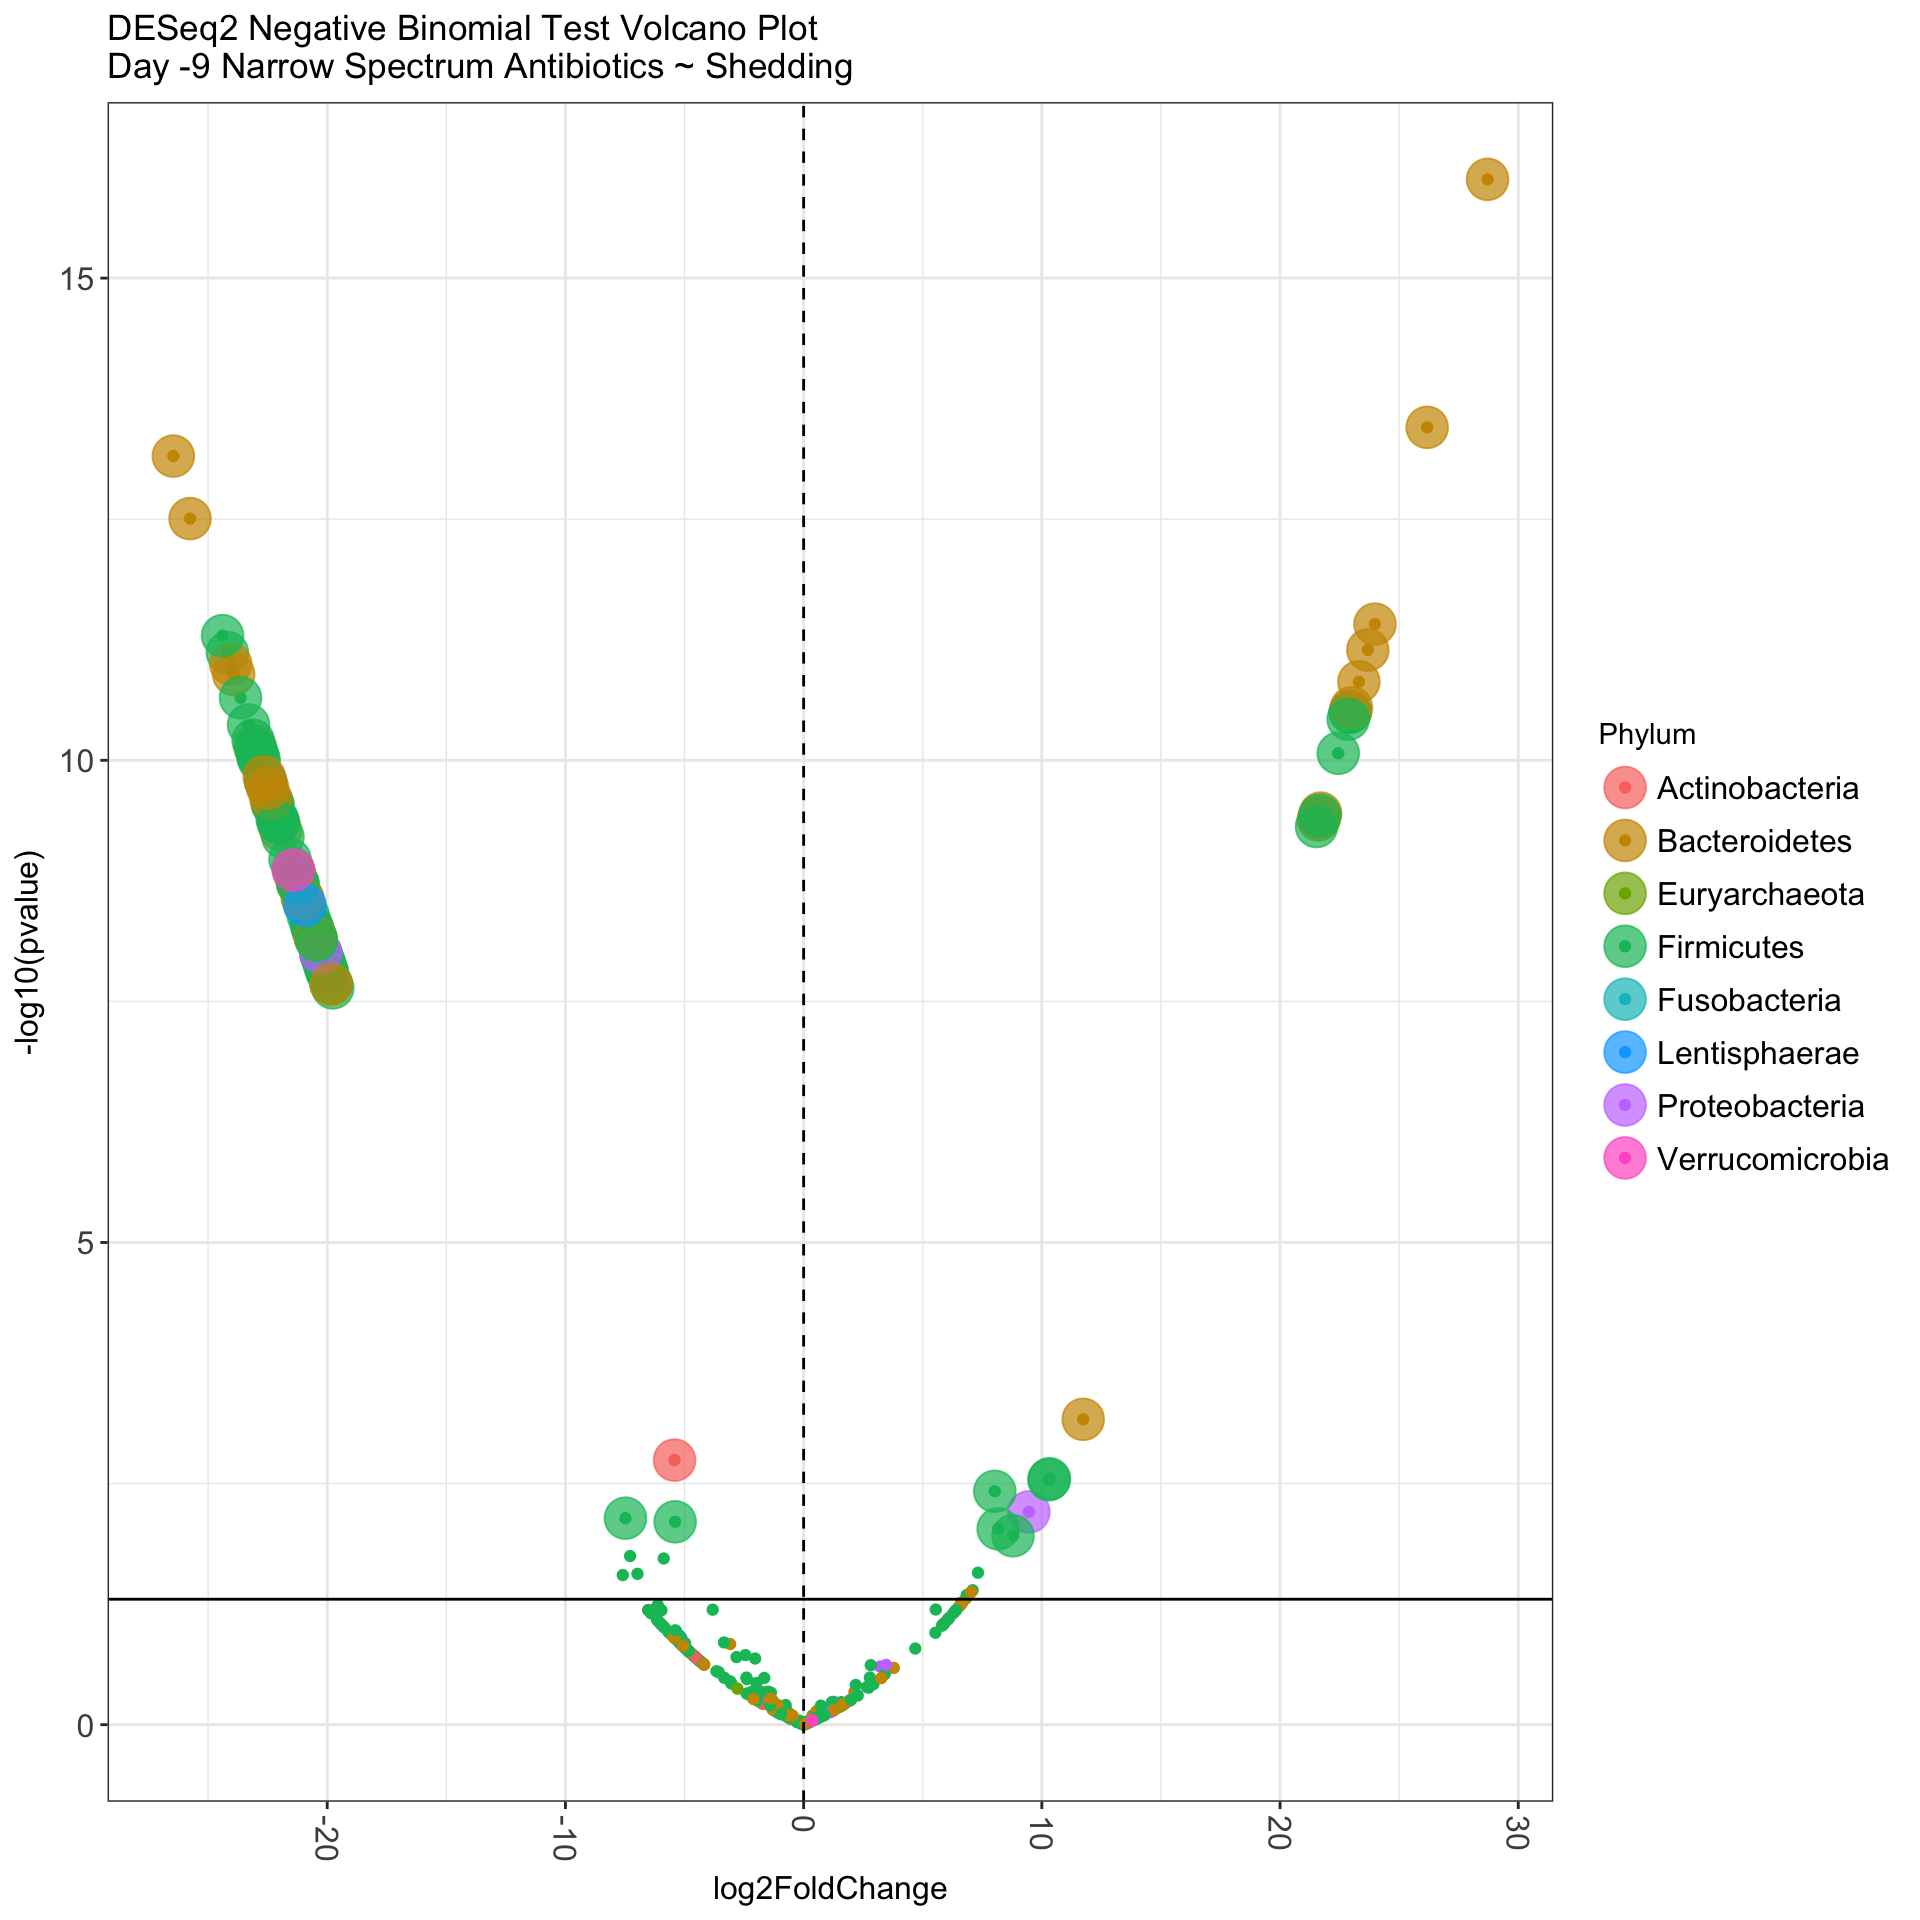 DESeq2 Negative Binomial Test Volcano Plot
Day -9 Narrow Spectrum Antibiotics ~ Shedding
15
10
5
0
-log10(pvalue)
-20
-10
0
10
20
30
log2FoldChange
Phylum
Actinobacteria
Bacteroidetes
Euryarchaeota
Firmicutes
Fusobacteria
Lentisphaerae
Proteobacteria
Verrucomicrobia